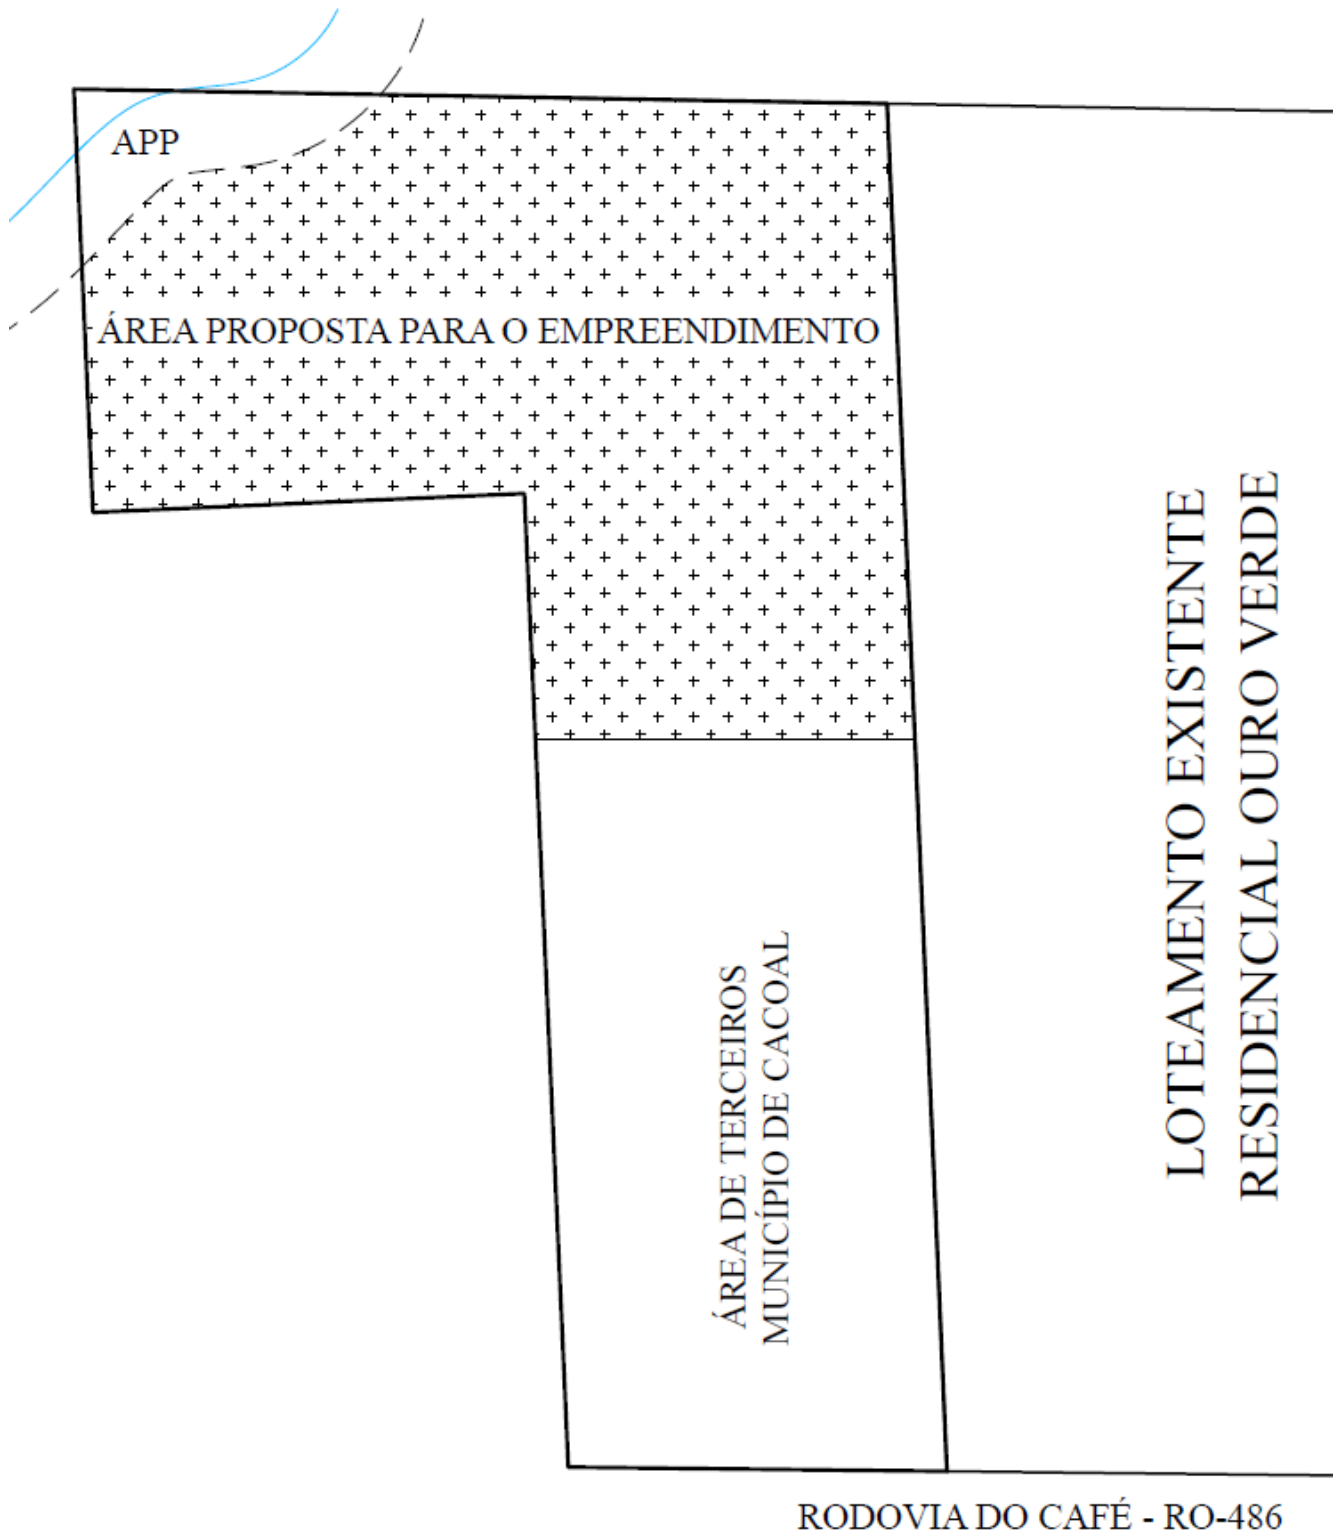 APP
ÁREA PROPOSTA PARA O EMPREENDIMENTO
LOTEAMENTO EXISTENTE
RESIDENCIAL OURO VERDE
ÁREA DE TERCEIROS
MUNICÍPIO DE CACOAL
RODOVIA DO CAFÉ - RO-486